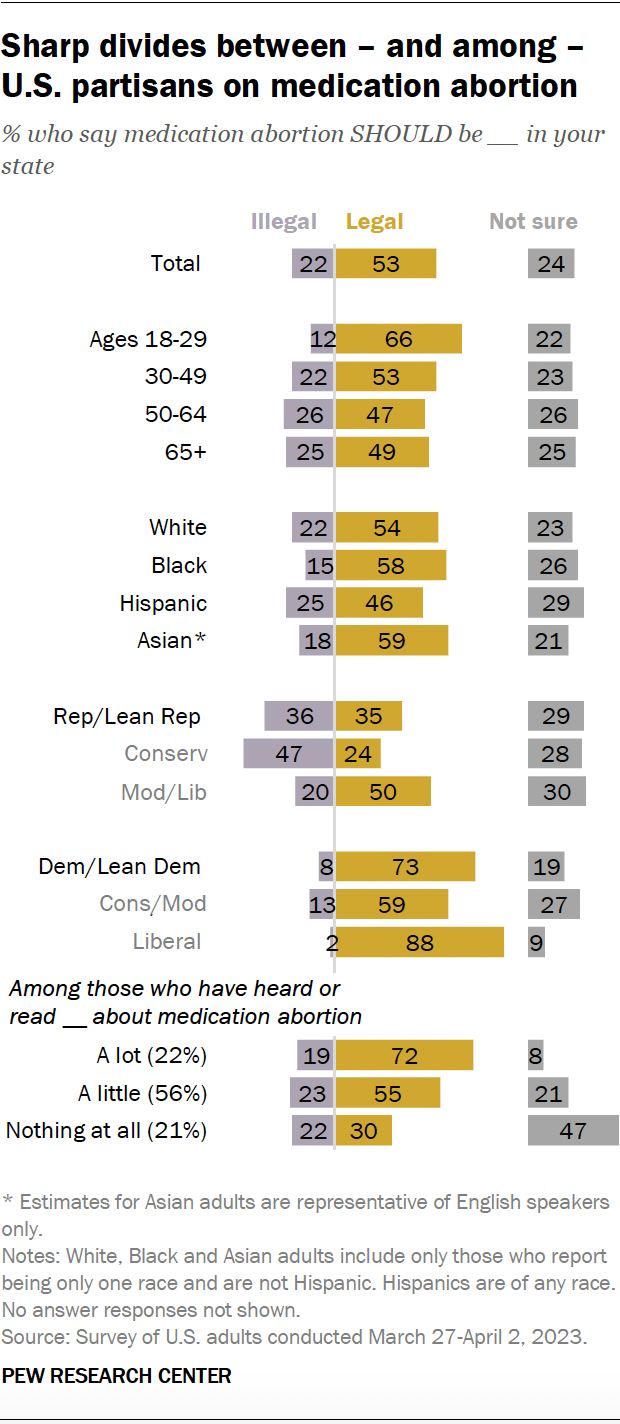 Sharp divides between – and among –
U.S. partisans on medication abortion
% who say medication abortion SHOULD be __ in your
state
Illegal Legal Not sure
Total 22 53 24
Ages 18-29 12 66 22
30-49 22 53 23
50-64 26 47 26
65+ 25 49 25
White 22 54 23
Black 15 58 26
Hispanic 25 46 29
Asian* 18 59 21
Rep/Lean Rep 36 35 29
Conserv 47 24 28
Mod/Lib 20 50 30
Dem/Lean Dem 8 73 19
Cons/Mod 13 59 27
Liberal 2 88 9
Among those who have heard or
read __ about medication abortion
A lot (22%) 19 72 8
A little (56%) 23 55 21
Nothing at all (21%) 22 30 47
* Estimates for Asian adults are representative of English speakers
only.
Notes: White, Black and Asian adults include only those who report
being only one race and are not Hispanic. Hispanics are of any race.
No answer responses not shown.
Source: Survey of U.S. adults conducted March 27-April 2, 2023.
PEW RESEARCH CENTER